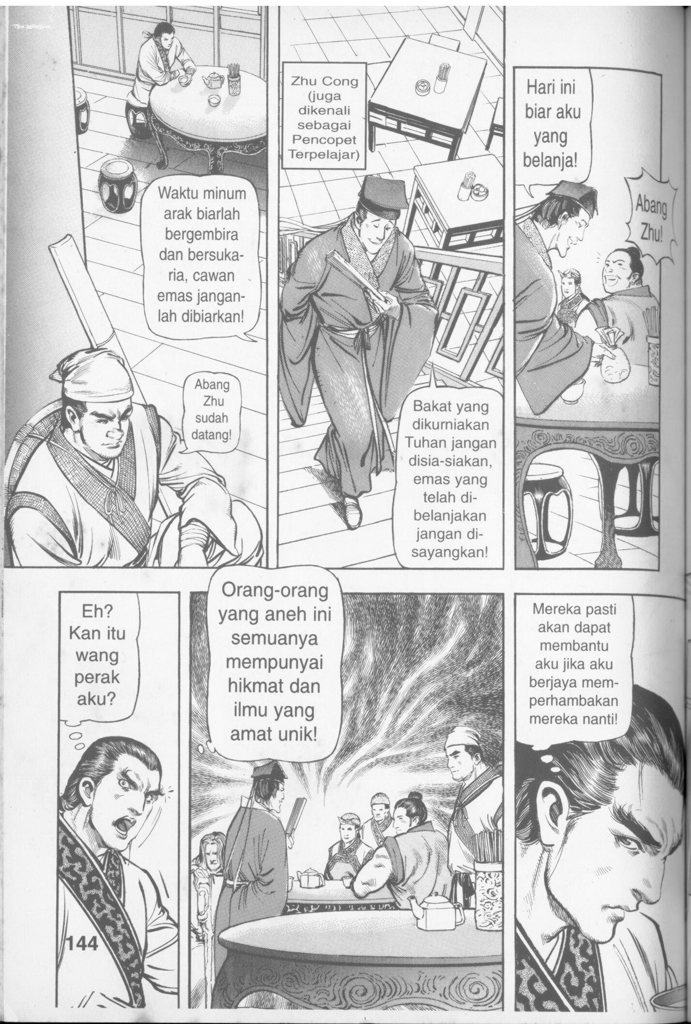 Waktu minum
arak biarlah
bergembira
dan bersuka-
ria, cawan
emas jangan-
lah dibiarkan!
Abang
Zhu
sudah
datang!
Zhu Cong
(juga
dikenali
sebagai
Pencopet
Terpelajar)
Bakat yang
dikurniakan
Tuhan jangan
disia-siakan,
emas yang
telah di-
belanjakan
jangan di-
sayangkan!
Hari ini
biar aku
yang
belanja!
Abang
Zhu!
Eh?
Kan itu
wang
perak
aku?
Orang-orang
yang aneh ini
semuanya
mempunyai
hikmat dan
ilmu yang
amat unik!
Mereka pasti
akan dapat
membantu
aku jika aku
berjaya mem-
perhambakan
mereka nanti!
144